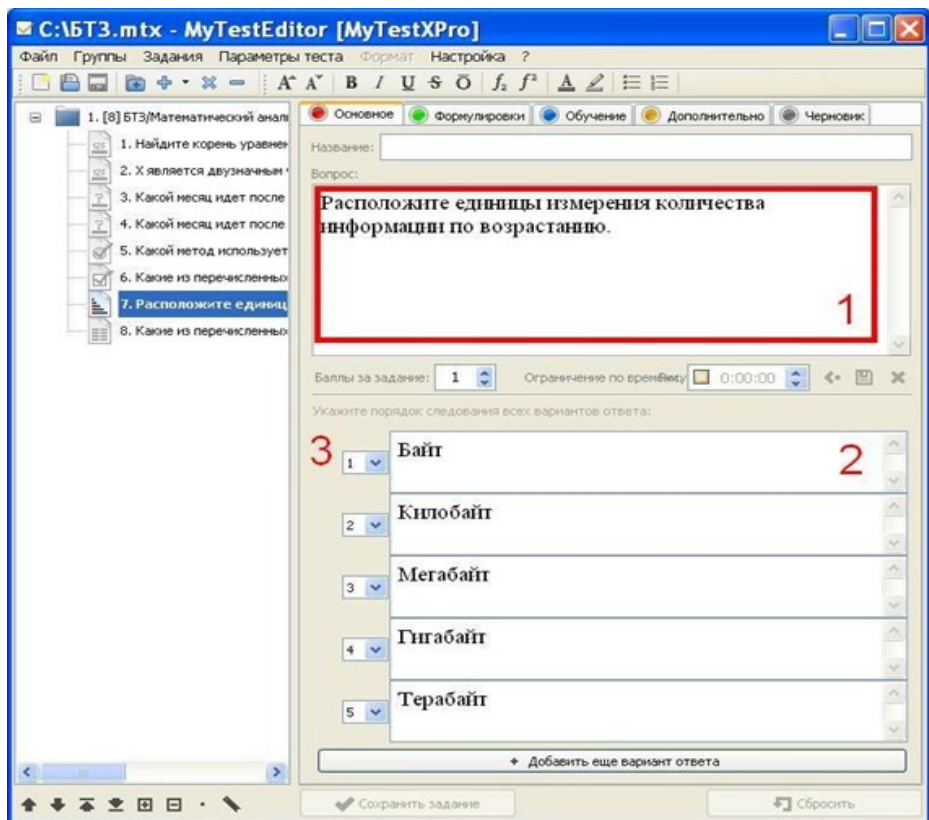 C:\БТЗ.mtx - MyTestEditor [MyTestXPro]
Файл Группы Задания Параметры теста Формат Настройка ?
A A B I U S O f₂ f² A
1. [8] БТЗ/Математический анал
1. Найдите корень уравнен
2. X является двузначным
3. Какой месяц идет после
4. Какой месяц идет после
5. Какой метод использует
6. Какие из перечисленных
7. Расположите единиц
8. Какие из перечисленных
Основное Формулировки Обучение Дополнительно Черновик
Название:
Вопрос:
Расположите единицы измерения количества
информации по возрастанию.
1
Баллы за задание: 1 Ограничение по времени 0:00:00
Укажите порядок следования всех вариантов ответа:
3 1 Байт 2
2 Килобайт
3 Мегабайт
4 Гигабайт
5 Терабайт
+ Добавить еще вариант ответа
Сохранить задание Сбросить